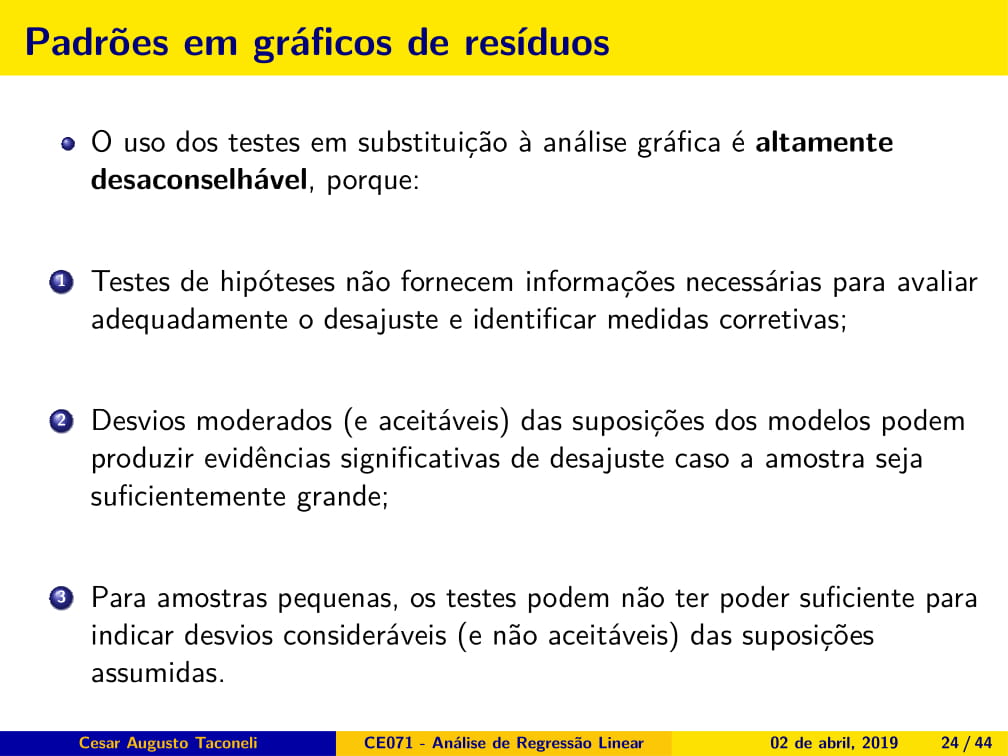 Padrões em gráficos de resíduos
O uso dos testes em substituição à análise gráfica é altamente
desaconselhável, porque:
1 Testes de hipóteses não fornecem informações necessárias para avaliar
adequadamente o desajuste e identificar medidas corretivas;
2 Desvios moderados (e aceitáveis) das suposições dos modelos podem
produzir evidências significativas de desajuste caso a amostra seja
suficientemente grande;
3 Para amostras pequenas, os testes podem não ter poder suficiente para
indicar desvios consideráveis (e não aceitáveis) das suposições
assumidas.
Cesar Augusto Taconeli CE071 - Análise de Regressão Linear 02 de abril, 2019 24 / 44